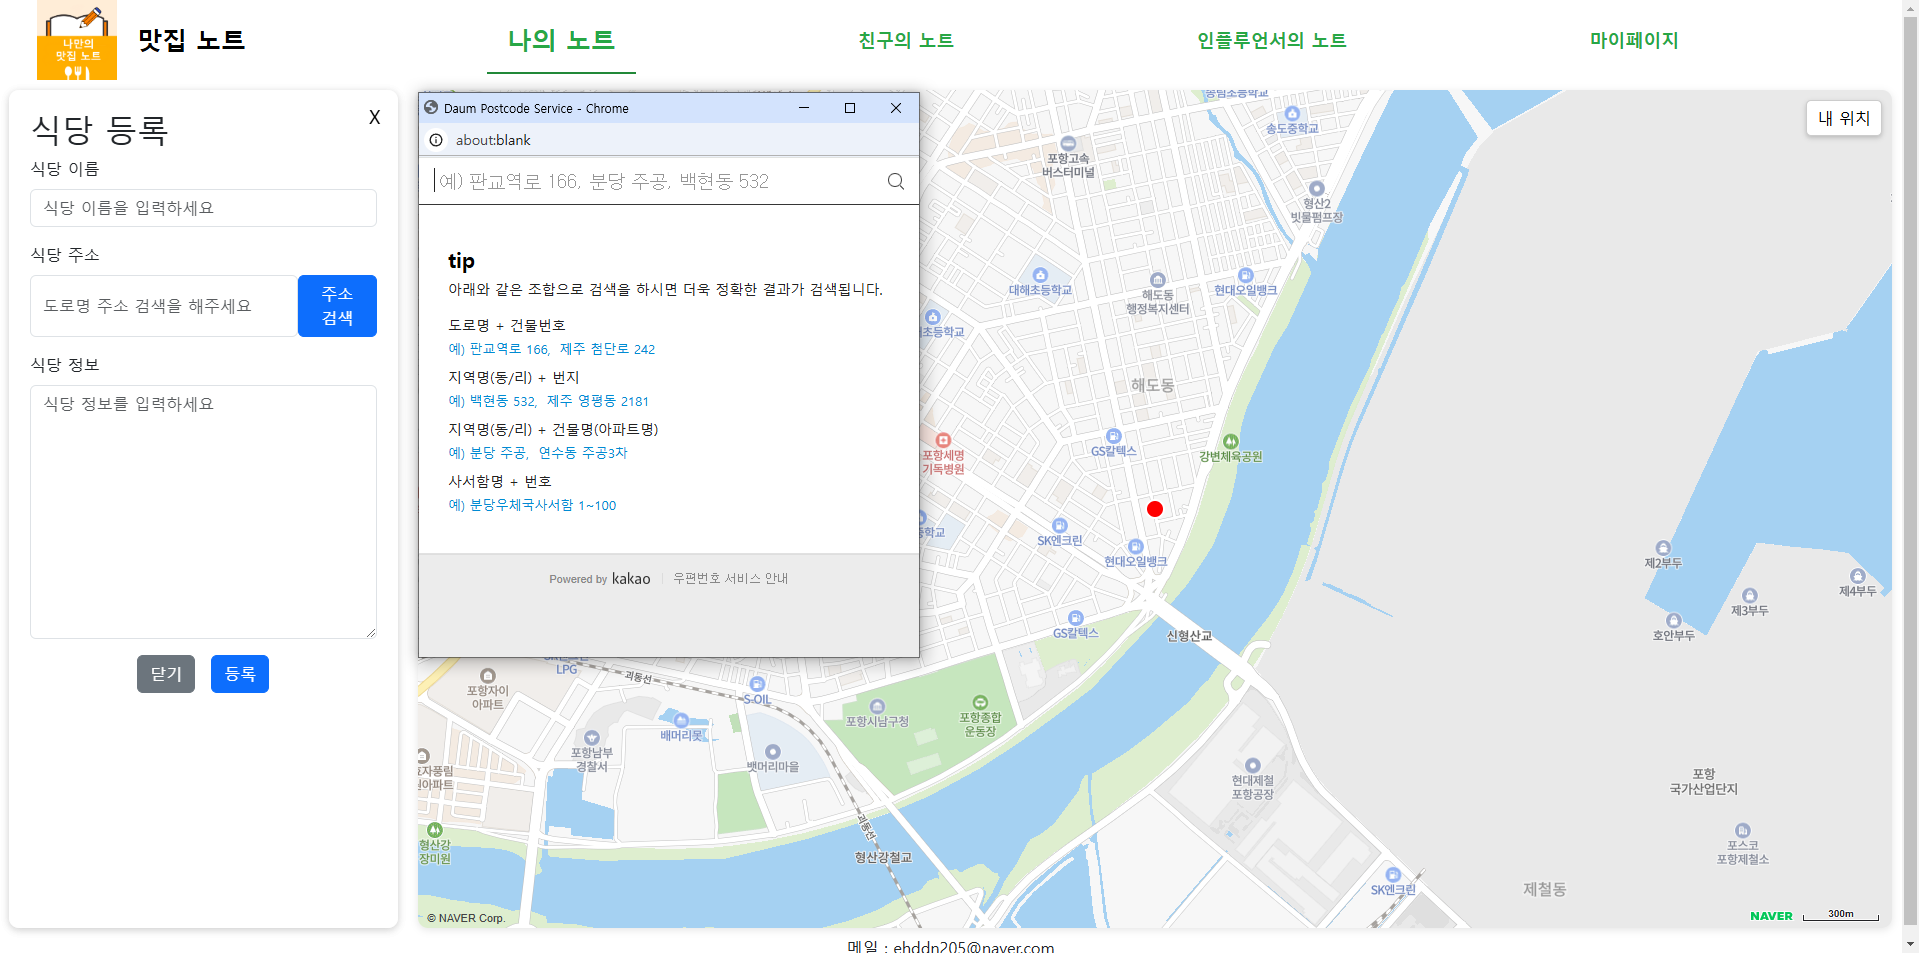 나만의
맛집 노트
맛집 노트
나의 노트
친구의 노트
인플루언서의 노트
마이페이지
식당 등록
X
식당 이름
식당 이름을 입력하세요
식당 주소
도로명 주소 검색을 해주세요
주소
검색
식당 정보
식당 정보를 입력하세요
닫기
등록
Daum Postcode Service - Chrome
about:blank
예) 판교역로 166, 분당 주공, 백현동 532
tip
아래와 같은 조합으로 검색을 하시면 더욱 정확한 결과가 검색됩니다.
도로명 + 건물번호
예) 판교역로 166, 제주 첨단로 242
지역명(동/리) + 번지
예) 백현동 532, 제주 영평동 2181
지역명(동/리) + 건물명(아파트명)
예) 분당 주공, 연수동 주공3차
사서함명 + 번호
예) 분당우체국사서함 1~100
Powered by kakao
우편번호 서비스 안내
내 위치
송도중학교
포항고속
버스터미널
형산2
빗물펌프장
대해초등학교
해도동
행정복지센터
현대오일뱅크
초등학교
해도동
포항세명
기독병원
GS칼텍스
강변체육공원
중학교
SK엔크린
현대오일뱅크
GS칼텍스
신형산교
제2부두
제3부두
제4부두
호안부두
LPG
괴동선
포항자이
아파트
S-OIL
포항시남구청
포항종합
운동장
배머리못
포항남부
경찰서
뱃머리마을
효자풍림
아파트
현대제철
포항공장
포항
국가산업단지
형산강
장미원
괴동선
형산강철교
포스코
포항제철소
SK엔크린
제철동
© NAVER Corp.
NAVER
300m
메일 : ehddn205@naver.com